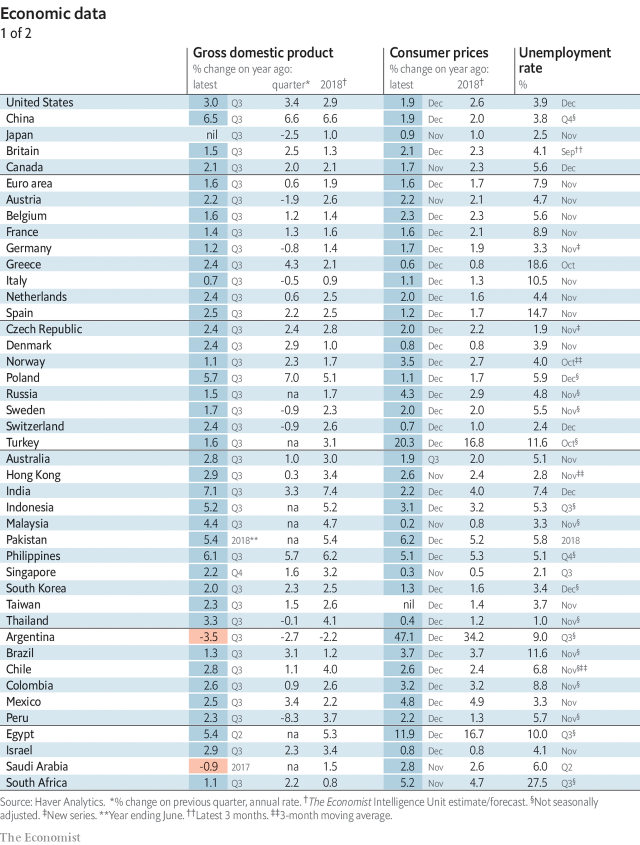 Economic data
1 of 2
Gross domestic product Consumer prices Unemployment
% change on year ago: % change on year ago: rate
latest quarter* 2018† latest 2018† %
United States 3.0 Q3 3.4 2.9 1.9 Dec 2.6 3.9 Dec
China 6.5 Q3 6.6 6.6 1.9 Dec 2.0 3.8 Q4§
Japan nil Q3 -2.5 1.0 0.9 Nov 1.0 2.5 Nov
Britain 1.5 Q3 2.5 1.3 2.1 Dec 2.3 4.1 Sep††
Canada 2.1 Q3 2.0 2.1 1.7 Nov 2.3 5.6 Dec
Euro area 1.6 Q3 0.6 1.9 1.6 Dec 1.7 7.9 Nov
Austria 2.2 Q3 -1.9 2.6 2.2 Nov 2.1 4.7 Nov
Belgium 1.6 Q3 1.2 1.4 2.3 Dec 2.3 5.6 Nov
France 1.4 Q3 1.3 1.6 1.6 Dec 2.1 8.9 Nov
Germany 1.2 Q3 -0.8 1.4 1.7 Dec 1.9 3.3 Nov‡
Greece 2.4 Q3 4.3 2.1 0.6 Dec 0.8 18.6 Oct
Italy 0.7 Q3 -0.5 0.9 1.1 Dec 1.3 10.5 Nov
Netherlands 2.4 Q3 0.6 2.5 2.0 Dec 1.6 4.4 Nov
Spain 2.5 Q3 2.2 2.5 1.2 Dec 1.7 14.7 Nov
Czech Republic 2.4 Q3 2.4 2.8 2.0 Dec 2.2 1.9 Nov‡
Denmark 2.4 Q3 2.9 1.0 0.8 Dec 0.8 3.9 Nov
Norway 1.1 Q3 2.3 1.7 3.5 Dec 2.7 4.0 Oct‡‡
Poland 5.7 Q3 7.0 5.1 1.1 Dec 1.7 5.9 Dec§
Russia 1.5 Q3 na 1.7 4.3 Dec 2.9 4.8 Nov§
Sweden 1.7 Q3 -0.9 2.3 2.0 Dec 2.0 5.5 Nov§
Switzerland 2.4 Q3 -0.9 2.6 0.7 Dec 1.0 2.4 Dec
Turkey 1.6 Q3 na 3.1 20.3 Dec 16.8 11.6 Oct§
Australia 2.8 Q3 1.0 3.0 1.9 Q3 2.0 5.1 Nov
Hong Kong 2.9 Q3 0.3 3.4 2.6 Nov 2.4 2.8 Nov‡‡
India 7.1 Q3 3.3 7.4 2.2 Dec 4.0 7.4 Dec
Indonesia 5.2 Q3 na 5.2 3.1 Dec 3.2 5.3 Q3§
Malaysia 4.4 Q3 na 4.7 0.2 Nov 0.8 3.3 Nov§
Pakistan 5.4 2018** na 5.4 6.2 Dec 5.2 5.8 2018
Philippines 6.1 Q3 5.7 6.2 5.1 Dec 5.3 5.1 Q4§
Singapore 2.2 Q4 1.6 3.2 0.3 Nov 0.5 2.1 Q3
South Korea 2.0 Q3 2.3 2.5 1.3 Dec 1.6 3.4 Dec§
Taiwan 2.3 Q3 1.5 2.6 nil Dec 1.4 3.7 Nov
Thailand 3.3 Q3 -0.1 4.1 0.4 Dec 1.2 1.0 Nov§
Argentina -3.5 Q3 -2.7 -2.2 47.1 Dec 34.2 9.0 Q3§
Brazil 1.3 Q3 3.1 1.2 3.7 Dec 3.7 11.6 Nov§
Chile 2.8 Q3 1.1 4.0 2.6 Dec 2.4 6.8 Nov§‡‡
Colombia 2.6 Q3 0.9 2.6 3.2 Dec 3.2 8.8 Nov§
Mexico 2.5 Q3 3.4 2.2 4.8 Dec 4.9 3.3 Nov
Peru 2.3 Q3 -8.3 3.7 2.2 Dec 1.3 5.7 Nov§
Egypt 5.4 Q2 na 5.3 11.9 Dec 16.7 10.0 Q3§
Israel 2.9 Q3 2.3 3.4 0.8 Dec 0.8 4.1 Nov
Saudi Arabia -0.9 2017 na 1.5 2.8 Nov 2.6 6.0 Q2
South Africa 1.1 Q3 2.2 0.8 5.2 Nov 4.7 27.5 Q3§
Source: Haver Analytics. *% change on previous quarter, annual rate. †The Economist Intelligence Unit estimate/forecast. §Not seasonally
adjusted. ‡New series. **Year ending June. ††Latest 3 months. ‡‡3-month moving average.
The Economist